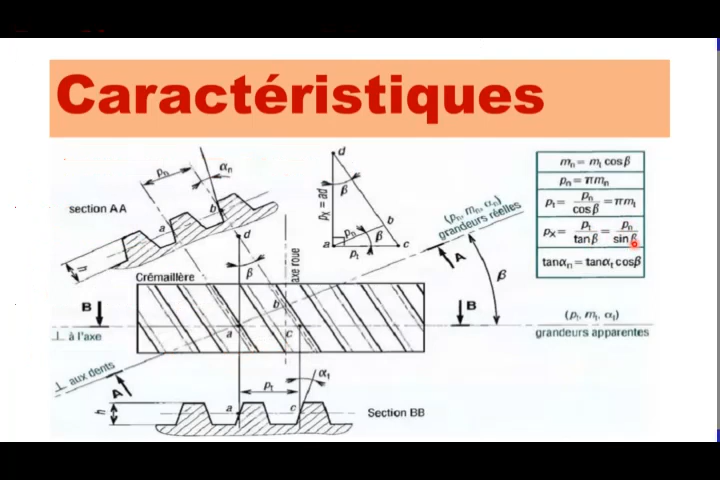 Caractéristiques
section AA
pn
αn
a
b
h
d
β
Crémaillère
axe roue
d
β
px = ad
pn
b
β
a
pt
c
(pn, mn, αn)
grandeurs réelles
A
β
mn = mt cosβ
pn = πmn
pt = pn / cosβ = πmt
px = pt / tanβ = pn / sinβ
tanαn = tanαt cosβ
B
B
b
a
c
⊥ à l'axe
(pt, mt, αt)
grandeurs apparentes
⊥ aux dents
A
pt
αt
h
a
c
Section BB